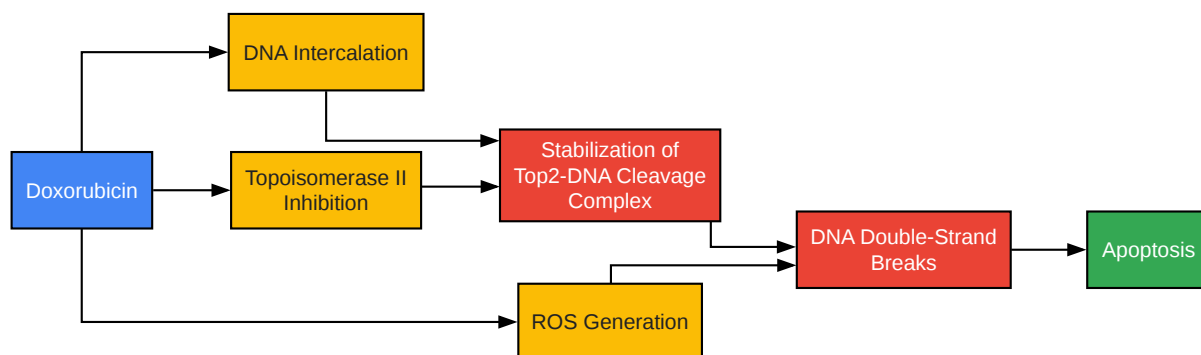 DNA Intercalation
Doxorubicin
Topoisomerase II
Inhibition
Stabilization of
Top2-DNA Cleavage
Complex
ROS Generation
DNA Double-Strand
Breaks
Apoptosis